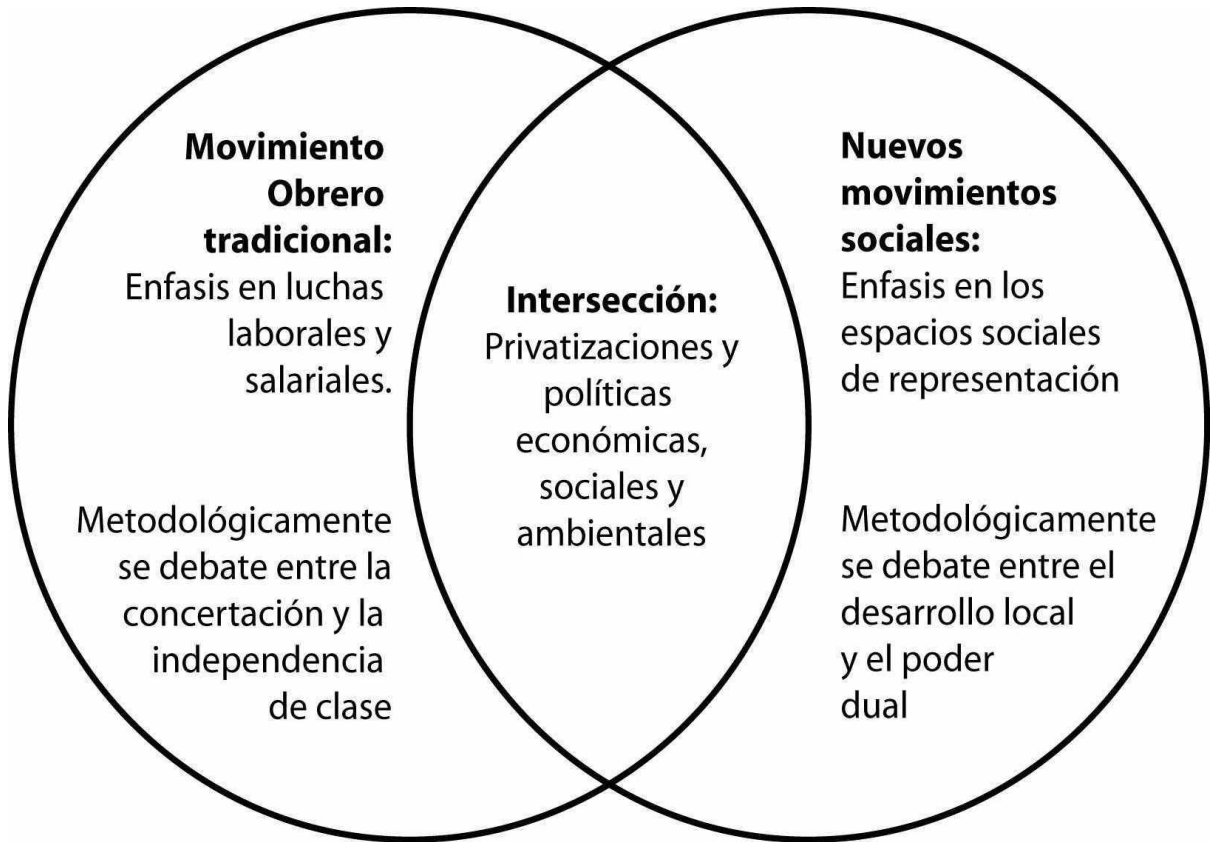 Movimiento
Obrero
tradicional:
Enfasis en luchas
laborales y
salariales.
Metodológicamente
se debate entre la
concertación y la
independencia
de clase
Intersección:
Privatizaciones y
políticas
económicas,
sociales y
ambientales
Nuevos
movimientos
sociales:
Enfasis en los
espacios sociales
de representación
Metodológicamente
se debate entre el
desarrollo local
y el poder
dual